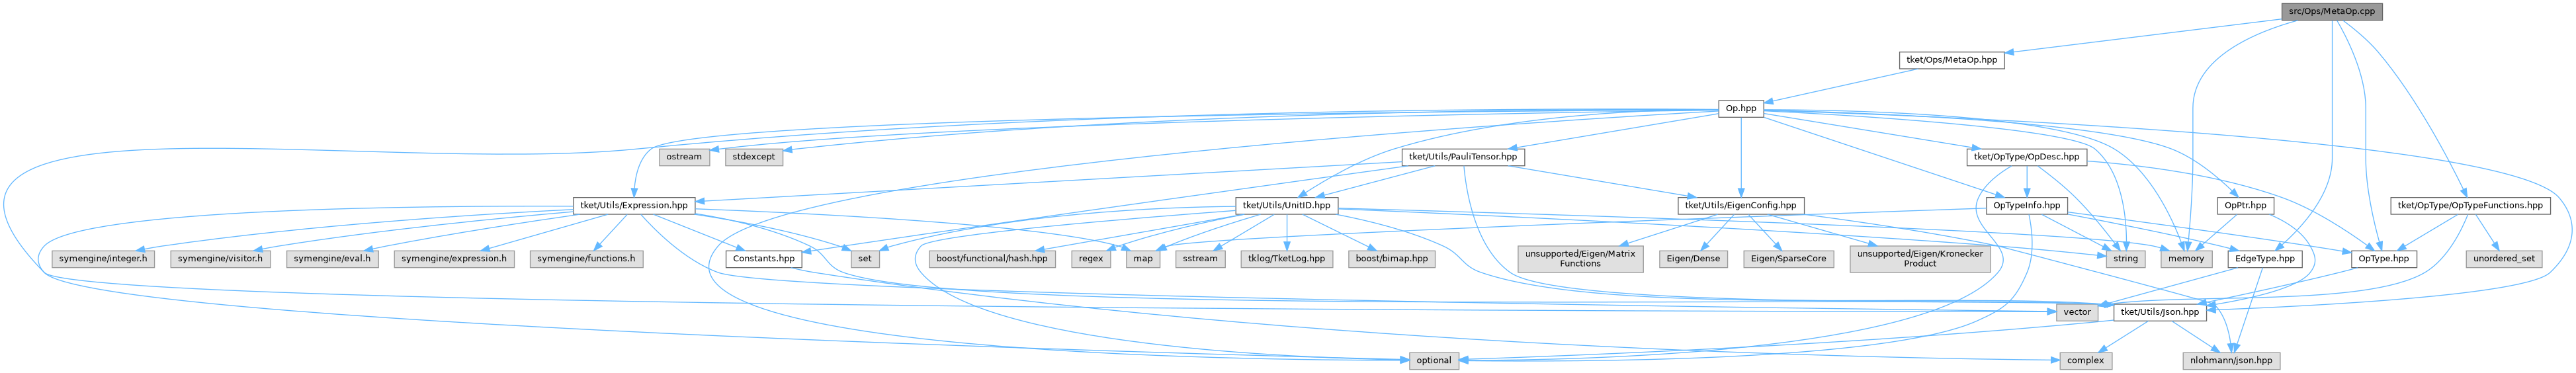 src/Ops/MetaOp.cpp
tket/Ops/MetaOp.hpp
Op.hpp
ostream
stdexcept
tket/Utils/PauliTensor.hpp
tket/OpType/OpDesc.hpp
tket/Utils/Expression.hpp
tket/Utils/UnitID.hpp
tket/Utils/EigenConfig.hpp
OpTypeInfo.hpp
OpPtr.hpp
tket/OpType/OpTypeFunctions.hpp
symengine/integer.h
symengine/visitor.h
symengine/eval.h
symengine/expression.h
symengine/functions.h
Constants.hpp
set
boost/functional/hash.hpp
regex
map
sstream
tklog/TketLog.hpp
boost/bimap.hpp
unsupported/Eigen/Matrix
Functions
Eigen/Dense
Eigen/SparseCore
unsupported/Eigen/Kronecker
Product
string
memory
EdgeType.hpp
OpType.hpp
unordered_set
vector
tket/Utils/Json.hpp
optional
complex
nlohmann/json.hpp